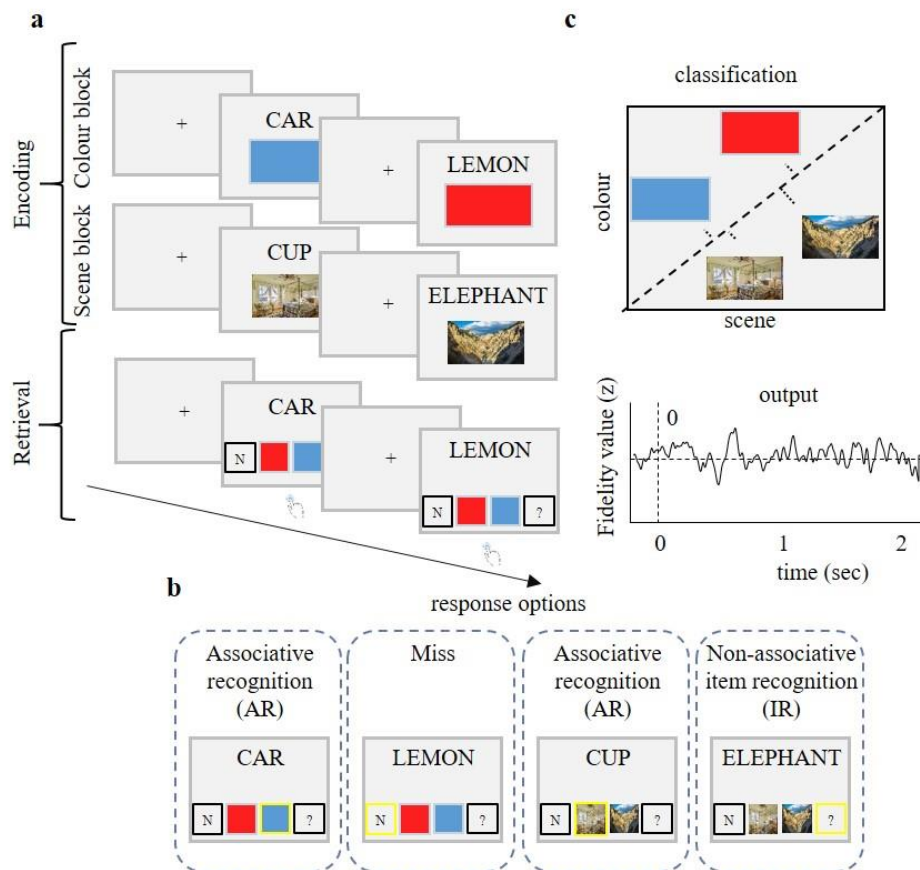 a
Encoding
Colour block
+
CAR
+
LEMON
Scene block
+
CUP
+
ELEPHANT
Retrieval
+
CAR
N
+
LEMON
N
?
c
classification
colour
scene
output
Fidelity value (z)
0
0
1
2
time (sec)
b
response options
Associative
recognition
(AR)
CAR
N
?
Miss
LEMON
N
?
Associative
recognition
(AR)
CUP
N
?
Non-associative
item recognition
(IR)
ELEPHANT
N
?